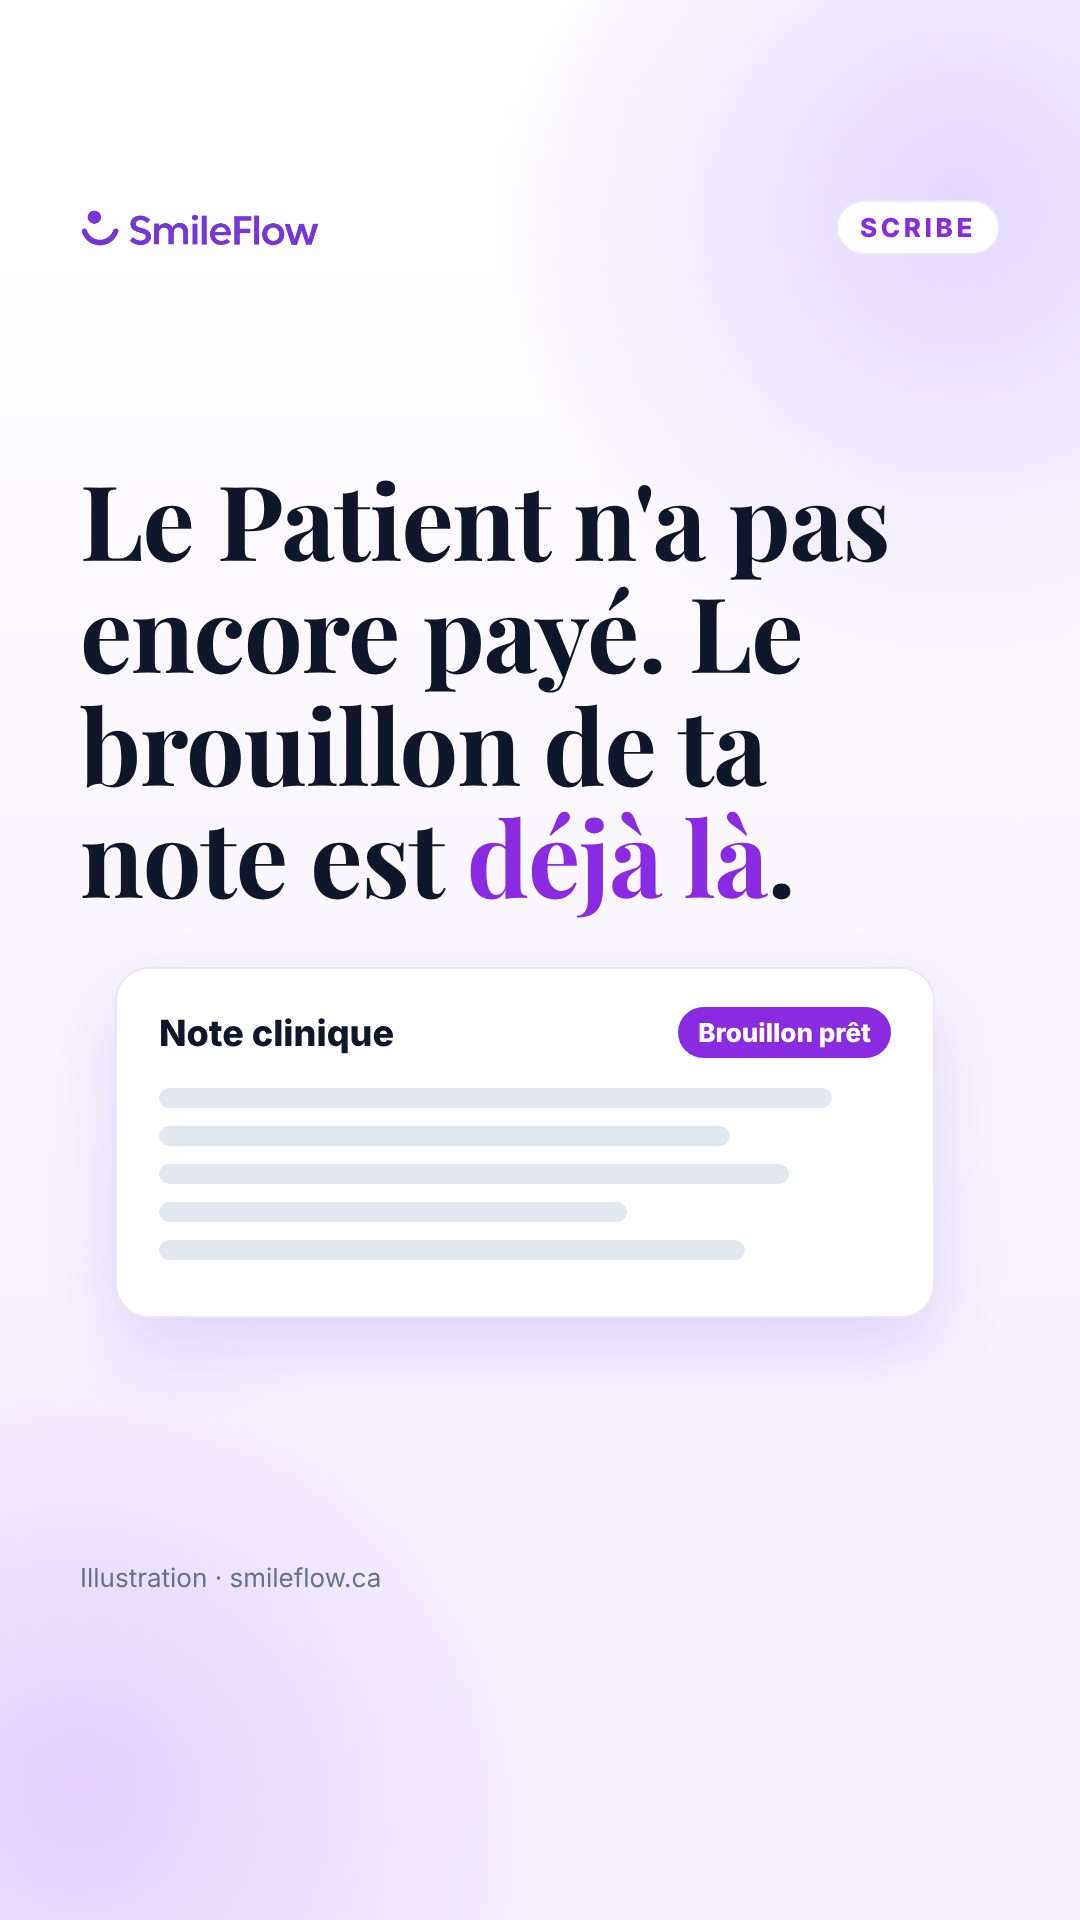 SmileFlow
SCRIBE
Le Patient n'a pas
encore payé. Le
brouillon de ta
note est déjà là.
Note clinique
Brouillon prêt
Illustration · smileflow.ca